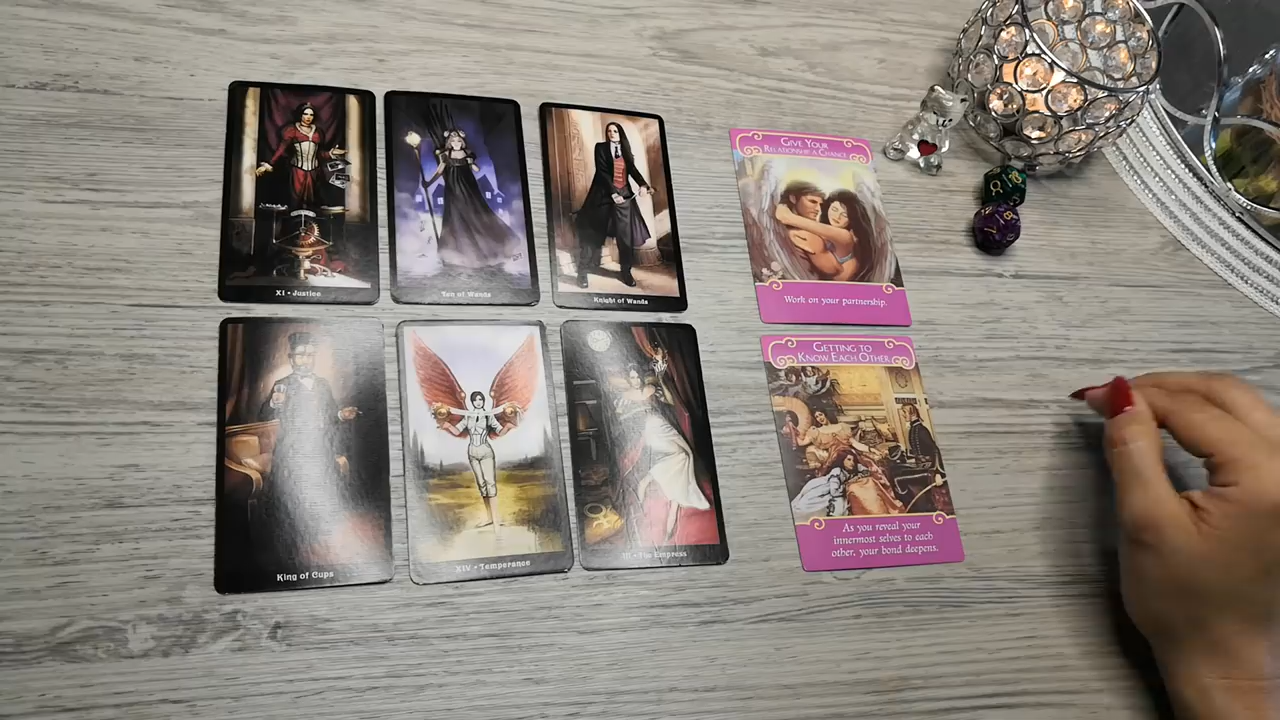 XI • Justice
Ten of Wands
Knight of Wands
King of Cups
XIV • Temperance
III • The Empress
Give Your
Relationship a Chance
Work on your partnership.
Getting to
Know Each Other
As you reveal your
innermost selves to each
other, your bond deepens.